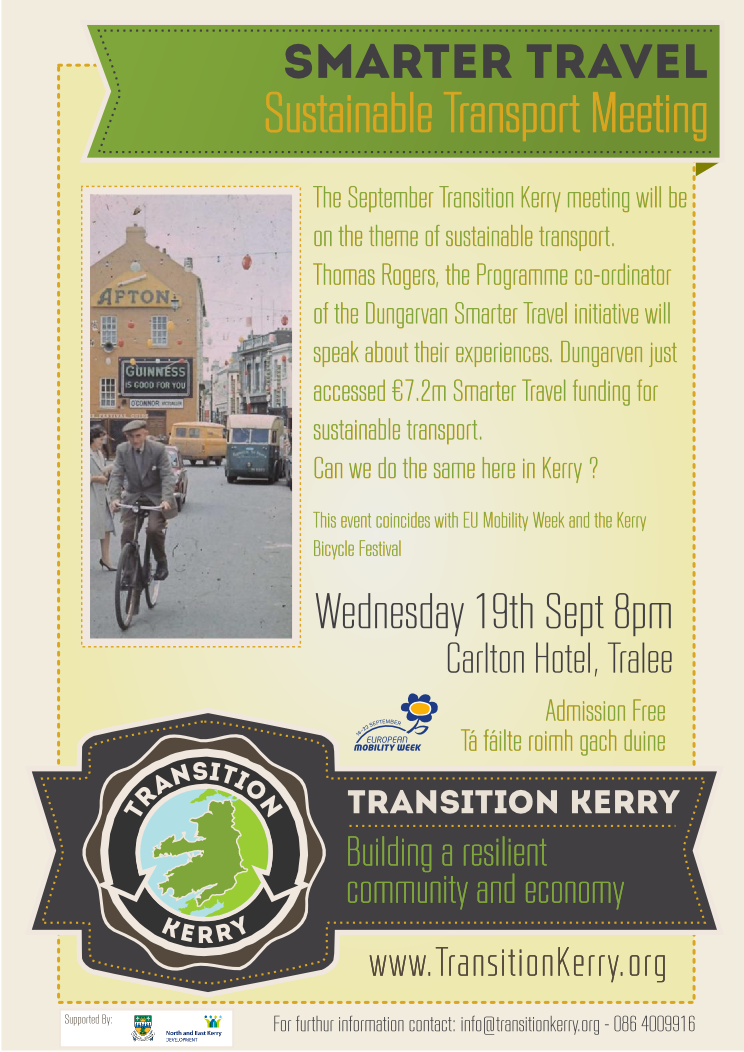 SMARTER TRAVEL
Sustainable Transport Meeting
The September Transition Kerry meeting will be
on the theme of sustainable transport.
Thomas Rogers, the Programme co-ordinator
of the Dungarvan Smarter Travel initiative will
speak about their experiences. Dungarven just
accessed €7.2m Smarter Travel funding for
sustainable transport.
Can we do the same here in Kerry ?
This event coincides with EU Mobility Week and the Kerry
Bicycle Festival
AFTON
GUINNESS
IS GOOD FOR YOU
O'CONNOR
Wednesday 19th Sept 8pm
Carlton Hotel, Tralee
16-22 SEPTEMBER
EUROPEAN
MOBILITY WEEK
Admission Free
Tá fáilte roimh gach duine
TRANSITION
KERRY
TRANSITION KERRY
Building a resilient
community and economy
www.TransitionKerry.org
Supported By:
North and East Kerry
DEVELOPMENT
For furthur information contact: info@transitionkerry.org - 086 4009916